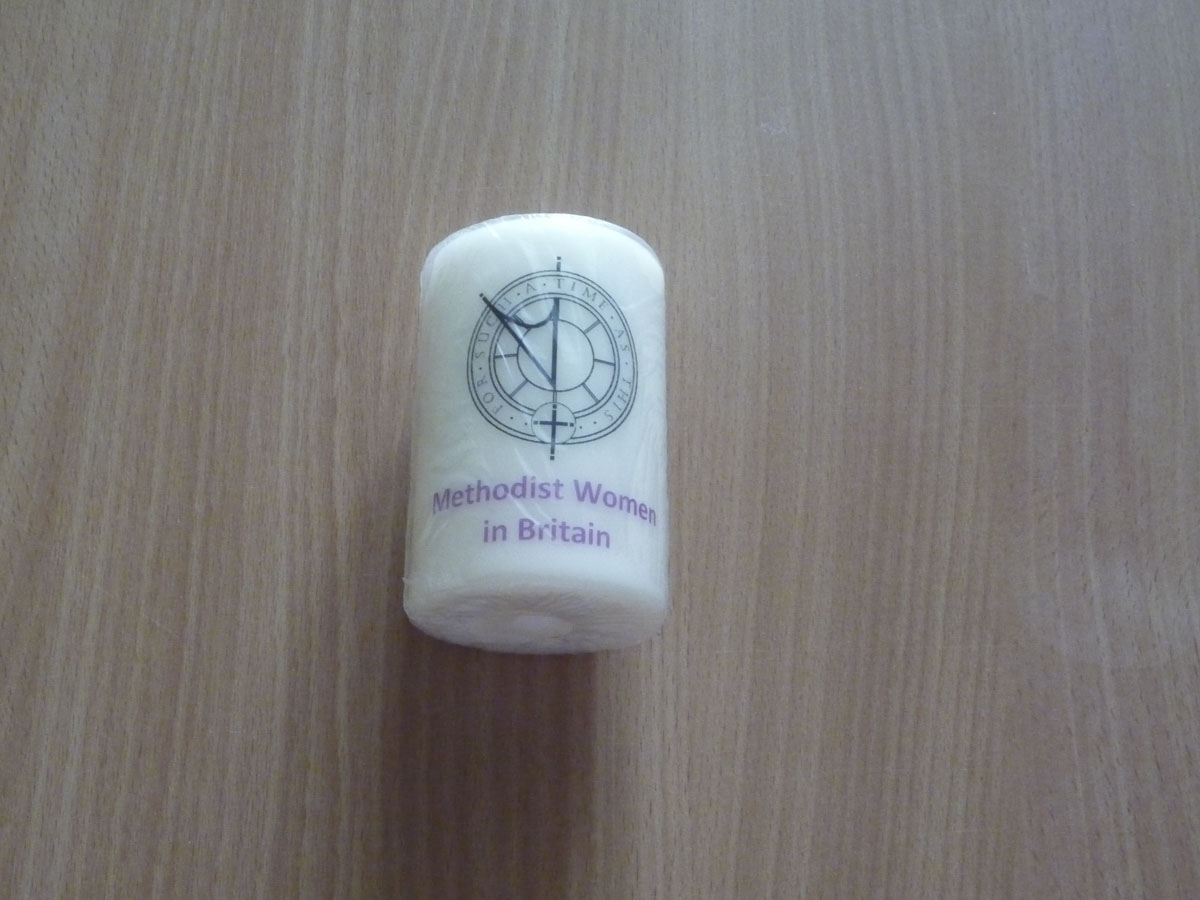 · FOR · SUCH · A · TIME · AS · THIS ·
Methodist Women
in Britain